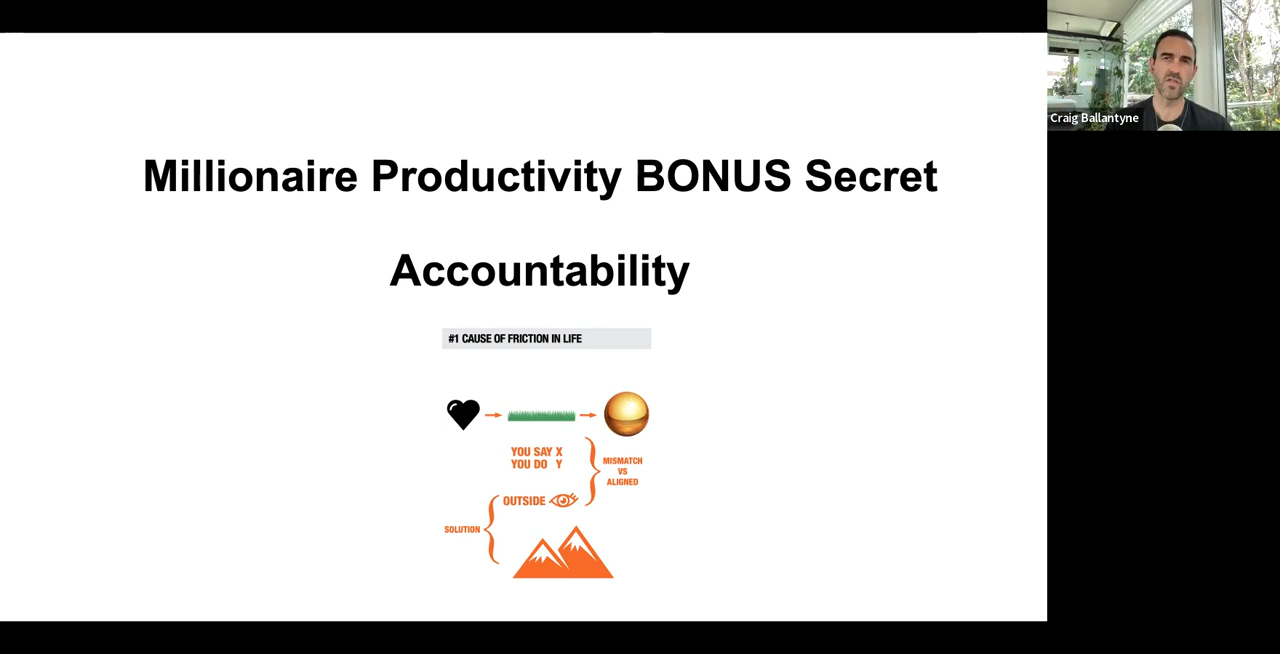 Craig Ballantyne
Millionaire Productivity BONUS Secret
Accountability
#1 CAUSE OF FRICTION IN LIFE
YOU SAY X
YOU DO Y
MISMATCH
VS
ALIGNED
OUTSIDE
SOLUTION